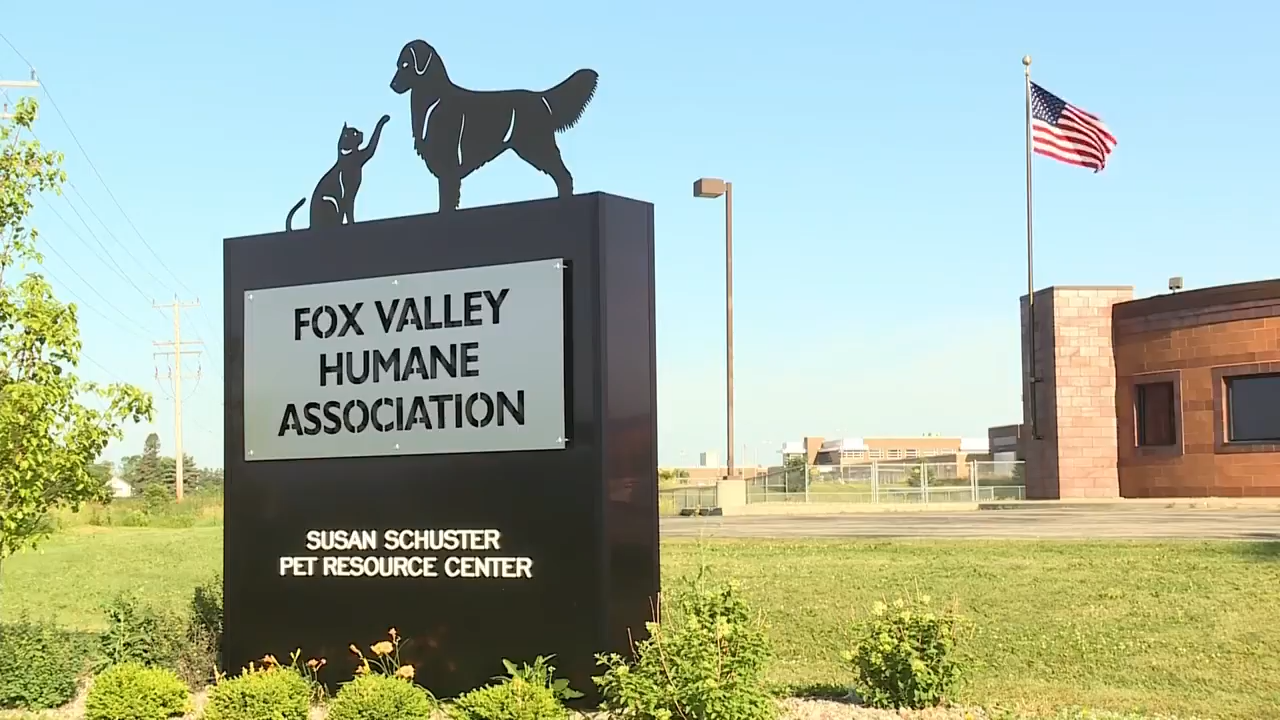 FOX VALLEY
HUMANE
ASSOCIATION
SUSAN SCHUSTER
PET RESOURCE CENTER